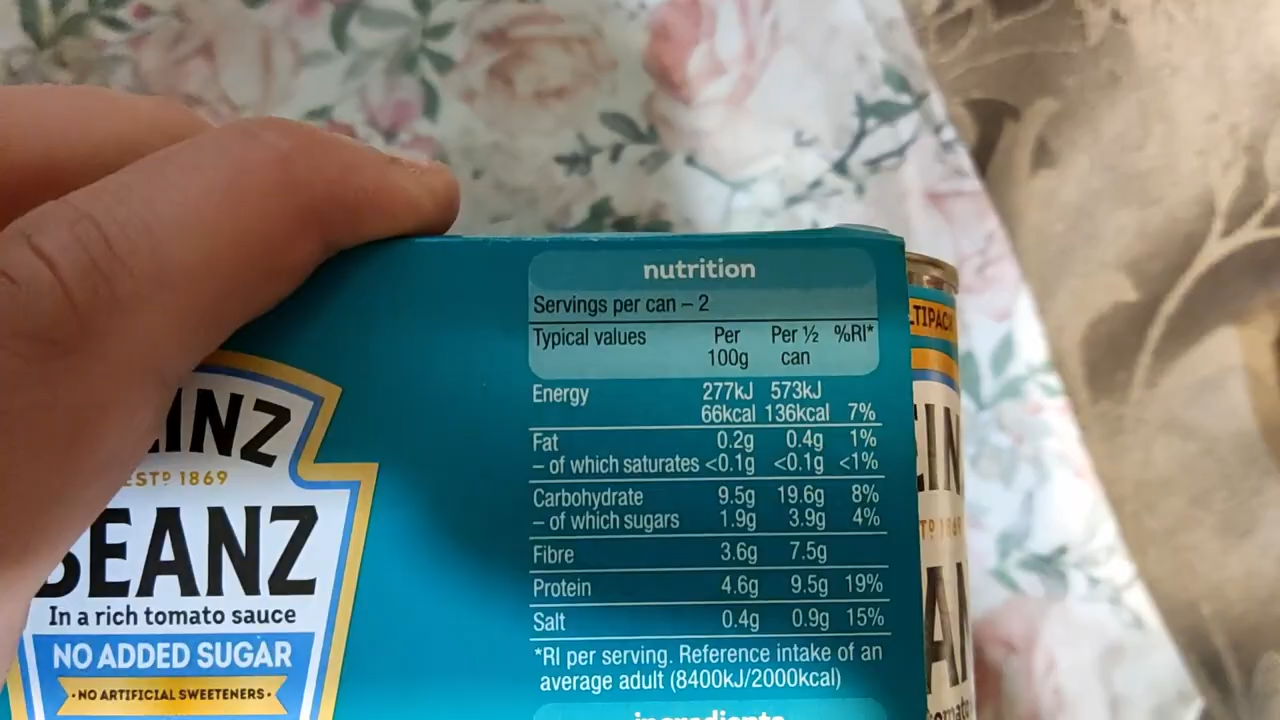 nutrition
Servings per can – 2
Typical values Per 100g Per ½ can %RI*
Energy 277kJ 573kJ
66kcal 136kcal 7%
Fat 0.2g 0.4g 1%
– of which saturates <0.1g <0.1g <1%
Carbohydrate 9.5g 19.6g 8%
– of which sugars 1.9g 3.9g 4%
Fibre 3.6g 7.5g
Protein 4.6g 9.5g 19%
Salt 0.4g 0.9g 15%
*RI per serving. Reference intake of an
average adult (8400kJ/2000kcal)
ingredients
HEINZ
ESTD 1869
BEANZ
In a rich tomato sauce
NO ADDED SUGAR
• NO ARTIFICIAL SWEETENERS •